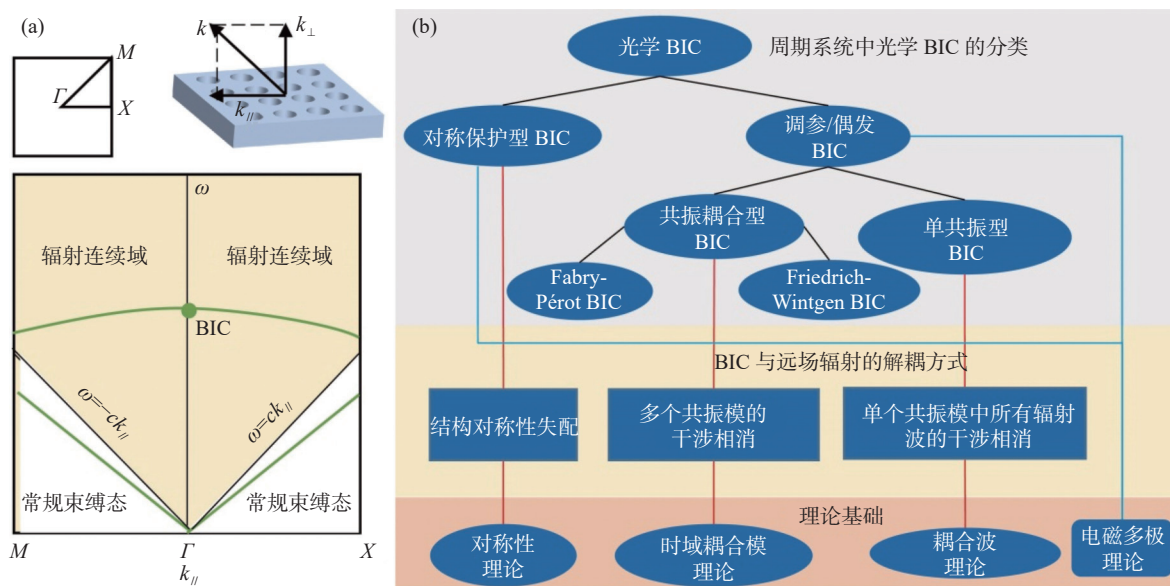 (a)
M
Γ
X
k
k⊥
k//
ω
辐射连续域
辐射连续域
BIC
ω=−ck//
ω=ck//
常规束缚态
常规束缚态
M
Γ
X
k//
(b)
光学 BIC
周期系统中光学 BIC 的分类
对称保护型 BIC
调参/偶发
BIC
共振耦合型
BIC
单共振型
BIC
Fabry-
Pérot BIC
Friedrich-
Wintgen BIC
BIC 与远场辐射的解耦方式
结构对称性失配
多个共振模的
干涉相消
单个共振模中所有辐射
波的干涉相消
理论基础
对称性
理论
时域耦合模
理论
耦合波
理论
电磁多极
理论